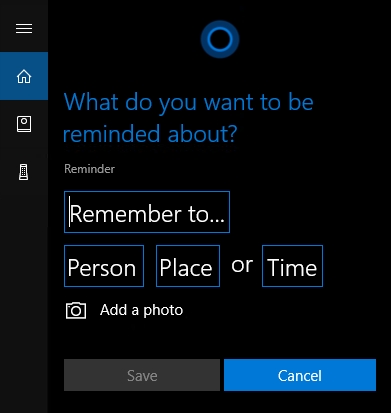 What do you want to be
reminded about?
Reminder
Remember to...
Person Place or Time
Add a photo
Save Cancel